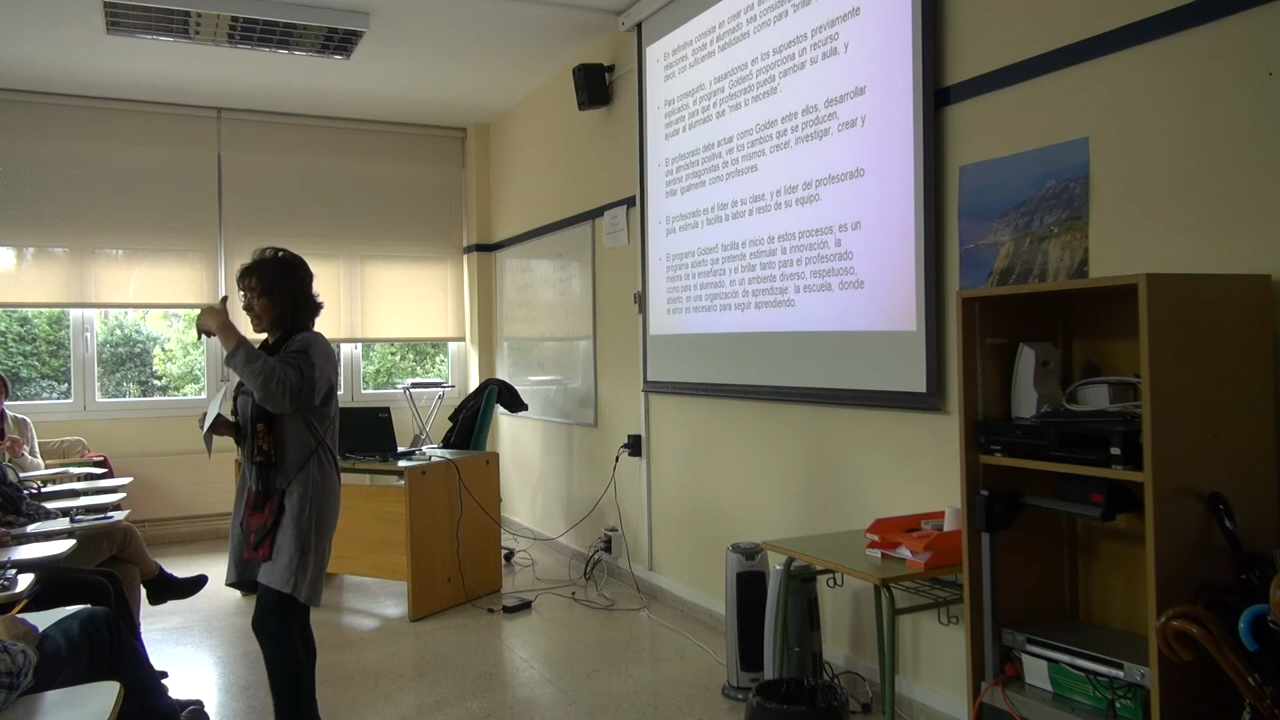 • En definitiva consiste en crear una
relaciones, donde el alumnado sea
decir, con suficientes habilidades como para "brillar
• Para conseguirlo, y basandonos en los supuestos previamente
explicados, el programa Golden5 proporciona un recurso
relevante para que el profesorado pueda cambiar su aula, y
ayudar al alumnado que "más lo necesite".
• El profesorado debe actuar como Golden entre ellos, desarrollar
una atmósfera positiva, ver los cambios que se producen,
sentirse protagonistas de los mismos, crecer, investigar, crear y
brillar igualmente como profesores.
• El profesorado es el líder de su clase, y el líder del profesorado
guía, estimula y facilita la labor al resto de su equipo.
• El programa Golden5 facilita el inicio de estos procesos; es un
programa abierto que pretende estimular la innovación, la
mejora de la enseñanza y el brillar tanto para el profesorado
como para el alumnado, en un ambiente diverso, respetuoso,
abierto, en una organización de aprendizaje: la escuela, donde
el error es necesario para seguir aprendiendo.